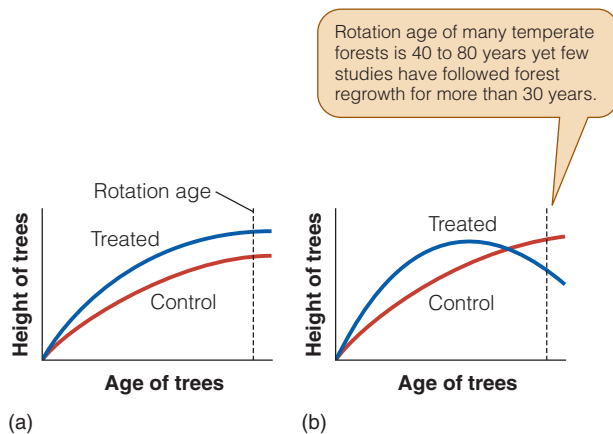 Rotation age of many temperate
forests is 40 to 80 years yet few
studies have followed forest
regrowth for more than 30 years.
Rotation age
Treated
Control
Height of trees
Age of trees
(a)
Treated
Control
Height of trees
Age of trees
(b)